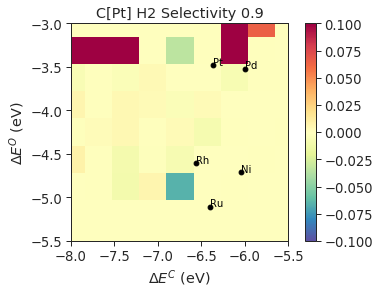 C[Pt] H2 Selectivity 0.9
−3.0
−3.5
−4.0
−4.5
−5.0
−5.5
ΔE^O (eV)
Pt
Pd
Rh
Ni
Ru
−8.0 −7.5 −7.0 −6.5 −6.0 −5.5
ΔE^C (eV)
0.100
0.075
0.050
0.025
0.000
−0.025
−0.050
−0.075
−0.100